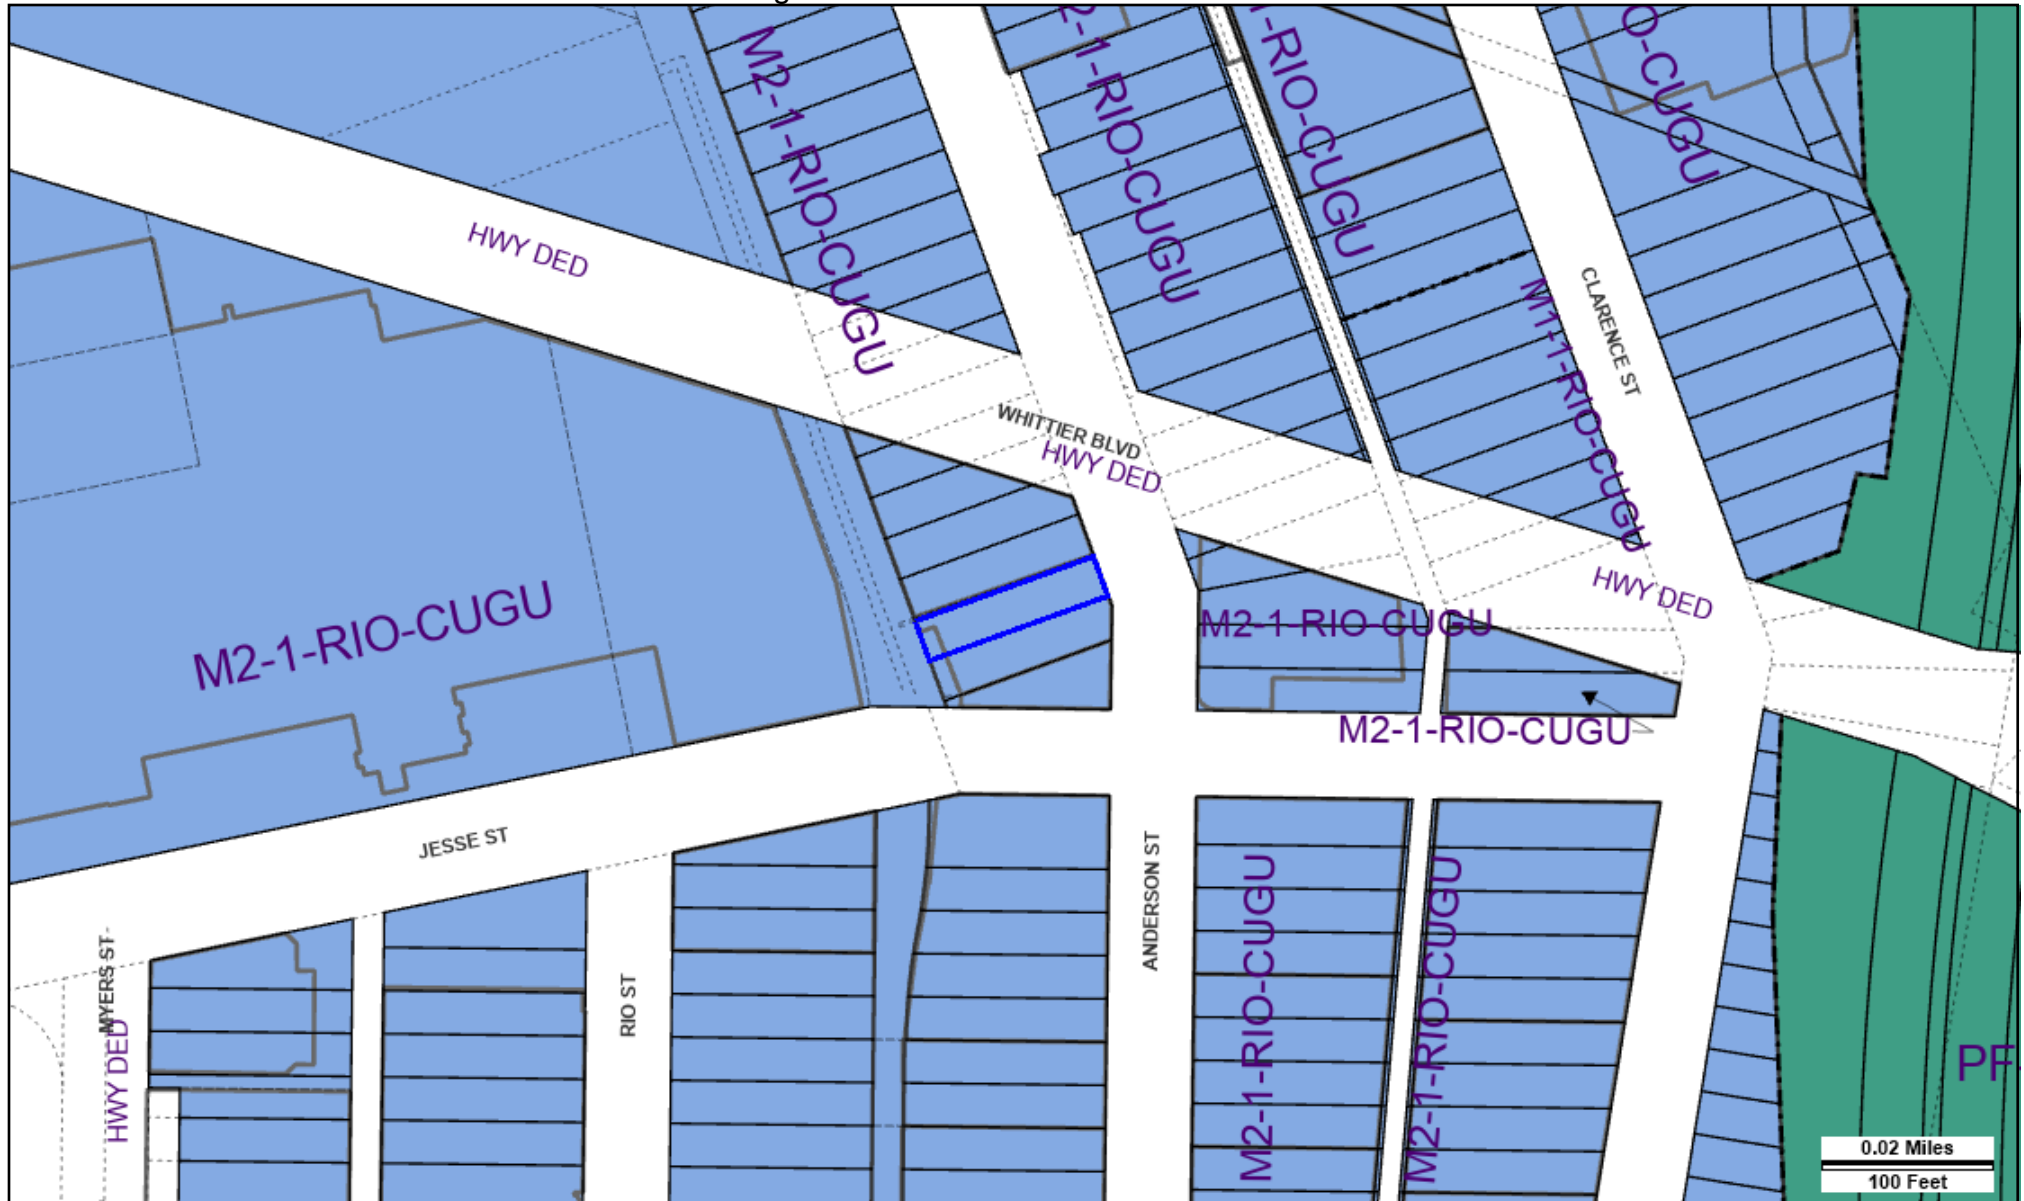 M2-1-RIO-CUGU
2-1-RIO-CUGU
1-RIO-CUGU
O-CUGU
HWY DED
CLARENCE ST
M1-1-RIO-CUGU
WHITTIER BLVD
HWY DED
HWY DED
M2-1-RIO-CUGU
M2-1-RIO-CUGU
M2-1-RIO-CUGU
JESSE ST
ANDERSON ST
M2-1-RIO-CUGU
M2-1-RIO-CUGU
MYERS ST
HWY DED
RIO ST
PF
0.02 Miles
100 Feet